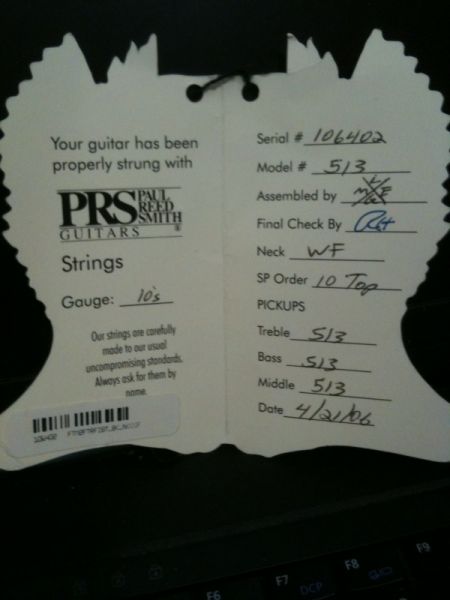 Your guitar has been
properly strung with
PRS PAUL REED SMITH
GUITARS ®
Strings
Gauge: 10's
Our strings are carefully
made to our usual
uncompromising standards.
Always ask for them by
name.
106402
Serial # 106402
Model # 513
Assembled by
Final Check By
Neck WF
SP Order 10 Top
PICKUPS
Treble 513
Bass 513
Middle 513
Date 4/21/06
F6
F7
DCP
F8
F9